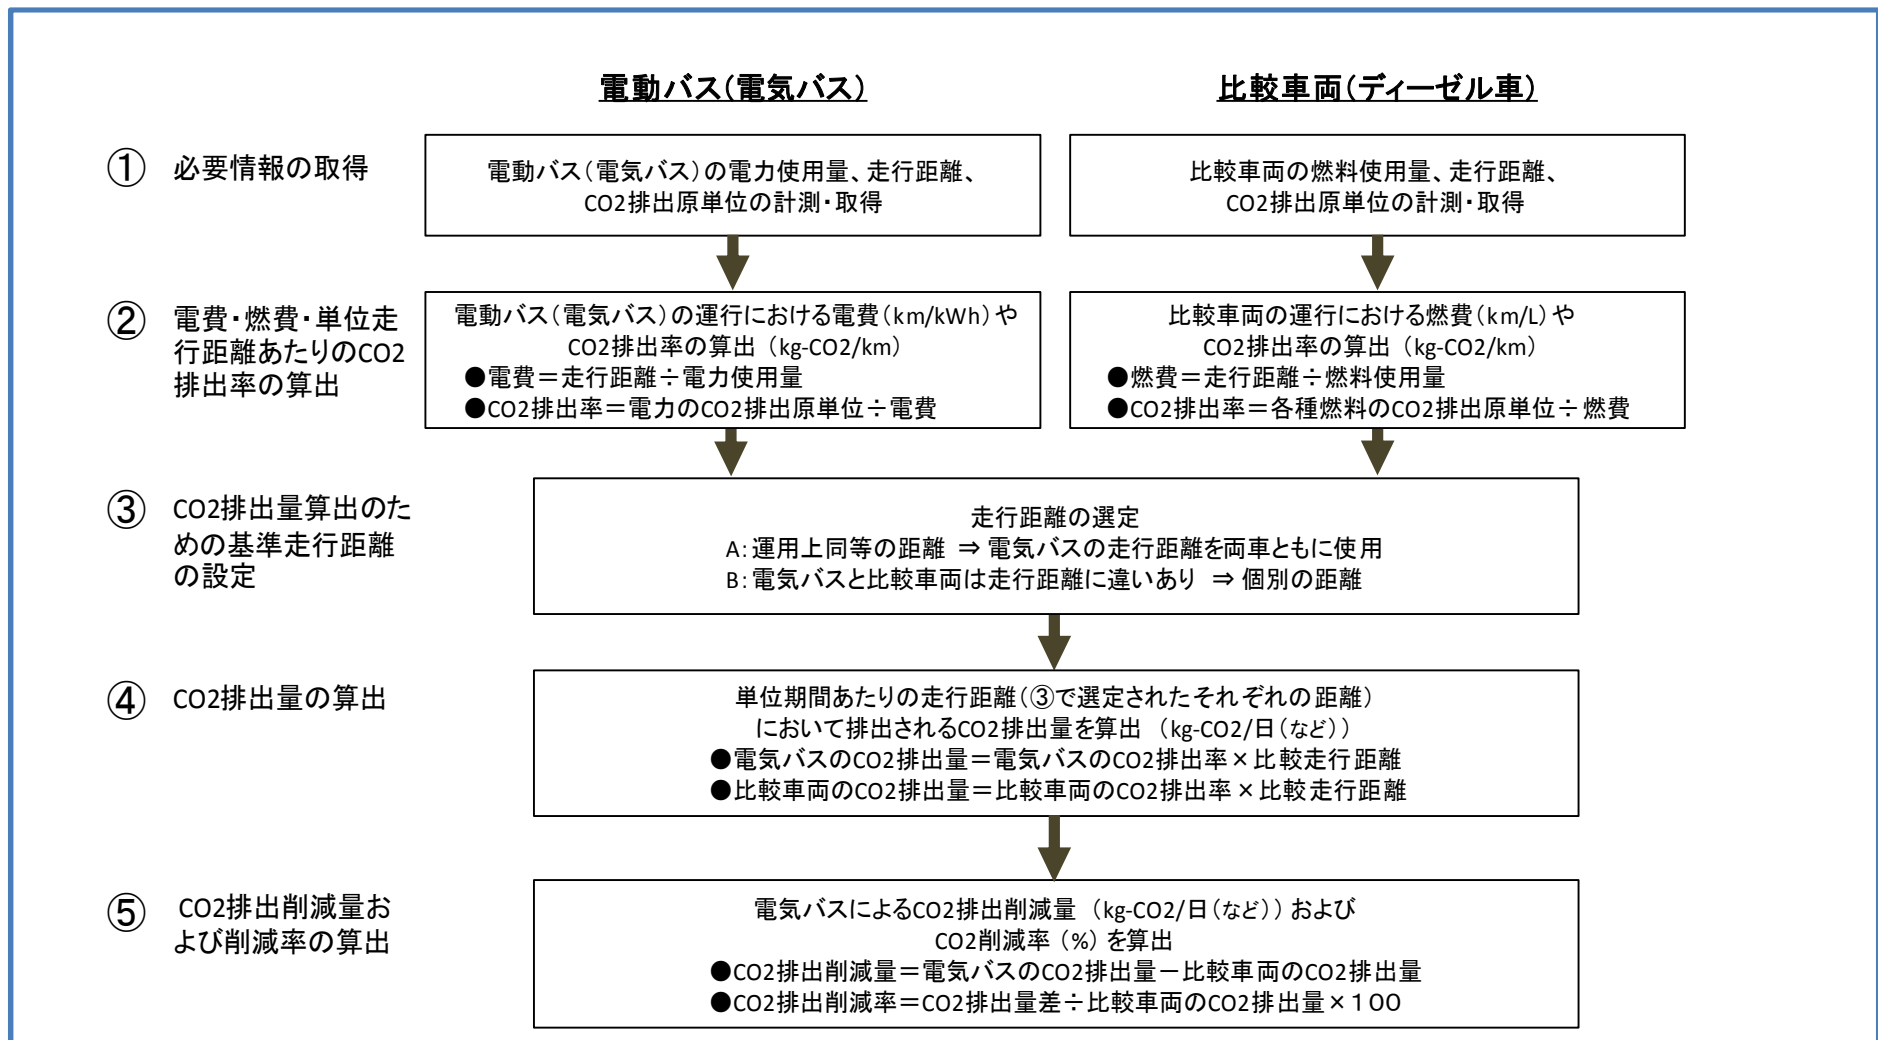 電動バス(電気バス)
比較車両(ディーゼル車)
① 必要情報の取得
電動バス(電気バス)の電力使用量、走行距離、
CO2排出原単位の計測・取得
比較車両の燃料使用量、走行距離、
CO2排出原単位の計測・取得
② 電費・燃費・単位走
行距離あたりのCO2
排出率の算出
電動バス(電気バス)の運行における電費(km/kWh)や
CO2排出率の算出 (kg-CO2/km)
●電費=走行距離÷電力使用量
●CO2排出率=電力のCO2排出原単位÷電費
比較車両の運行における燃費(km/L)や
CO2排出率の算出 (kg-CO2/km)
●燃費=走行距離÷燃料使用量
●CO2排出率=各種燃料のCO2排出原単位÷燃費
③ CO2排出量算出のた
めの基準走行距離
の設定
走行距離の選定
A:運用上同等の距離 ⇒ 電気バスの走行距離を両車ともに使用
B:電気バスと比較車両は走行距離に違いあり ⇒ 個別の距離
④ CO2排出量の算出
単位期間あたりの走行距離(③で選定されたそれぞれの距離)
において排出されるCO2排出量を算出 (kg-CO2/日(など))
●電気バスのCO2排出量=電気バスのCO2排出率×比較走行距離
●比較車両のCO2排出量=比較車両のCO2排出率×比較走行距離
⑤ CO2排出削減量お
よび削減率の算出
電気バスによるCO2排出削減量 (kg-CO2/日(など)) および
CO2削減率 (%) を算出
●CO2排出削減量=電気バスのCO2排出量-比較車両のCO2排出量
●CO2排出削減率=CO2排出量差÷比較車両のCO2排出量×100